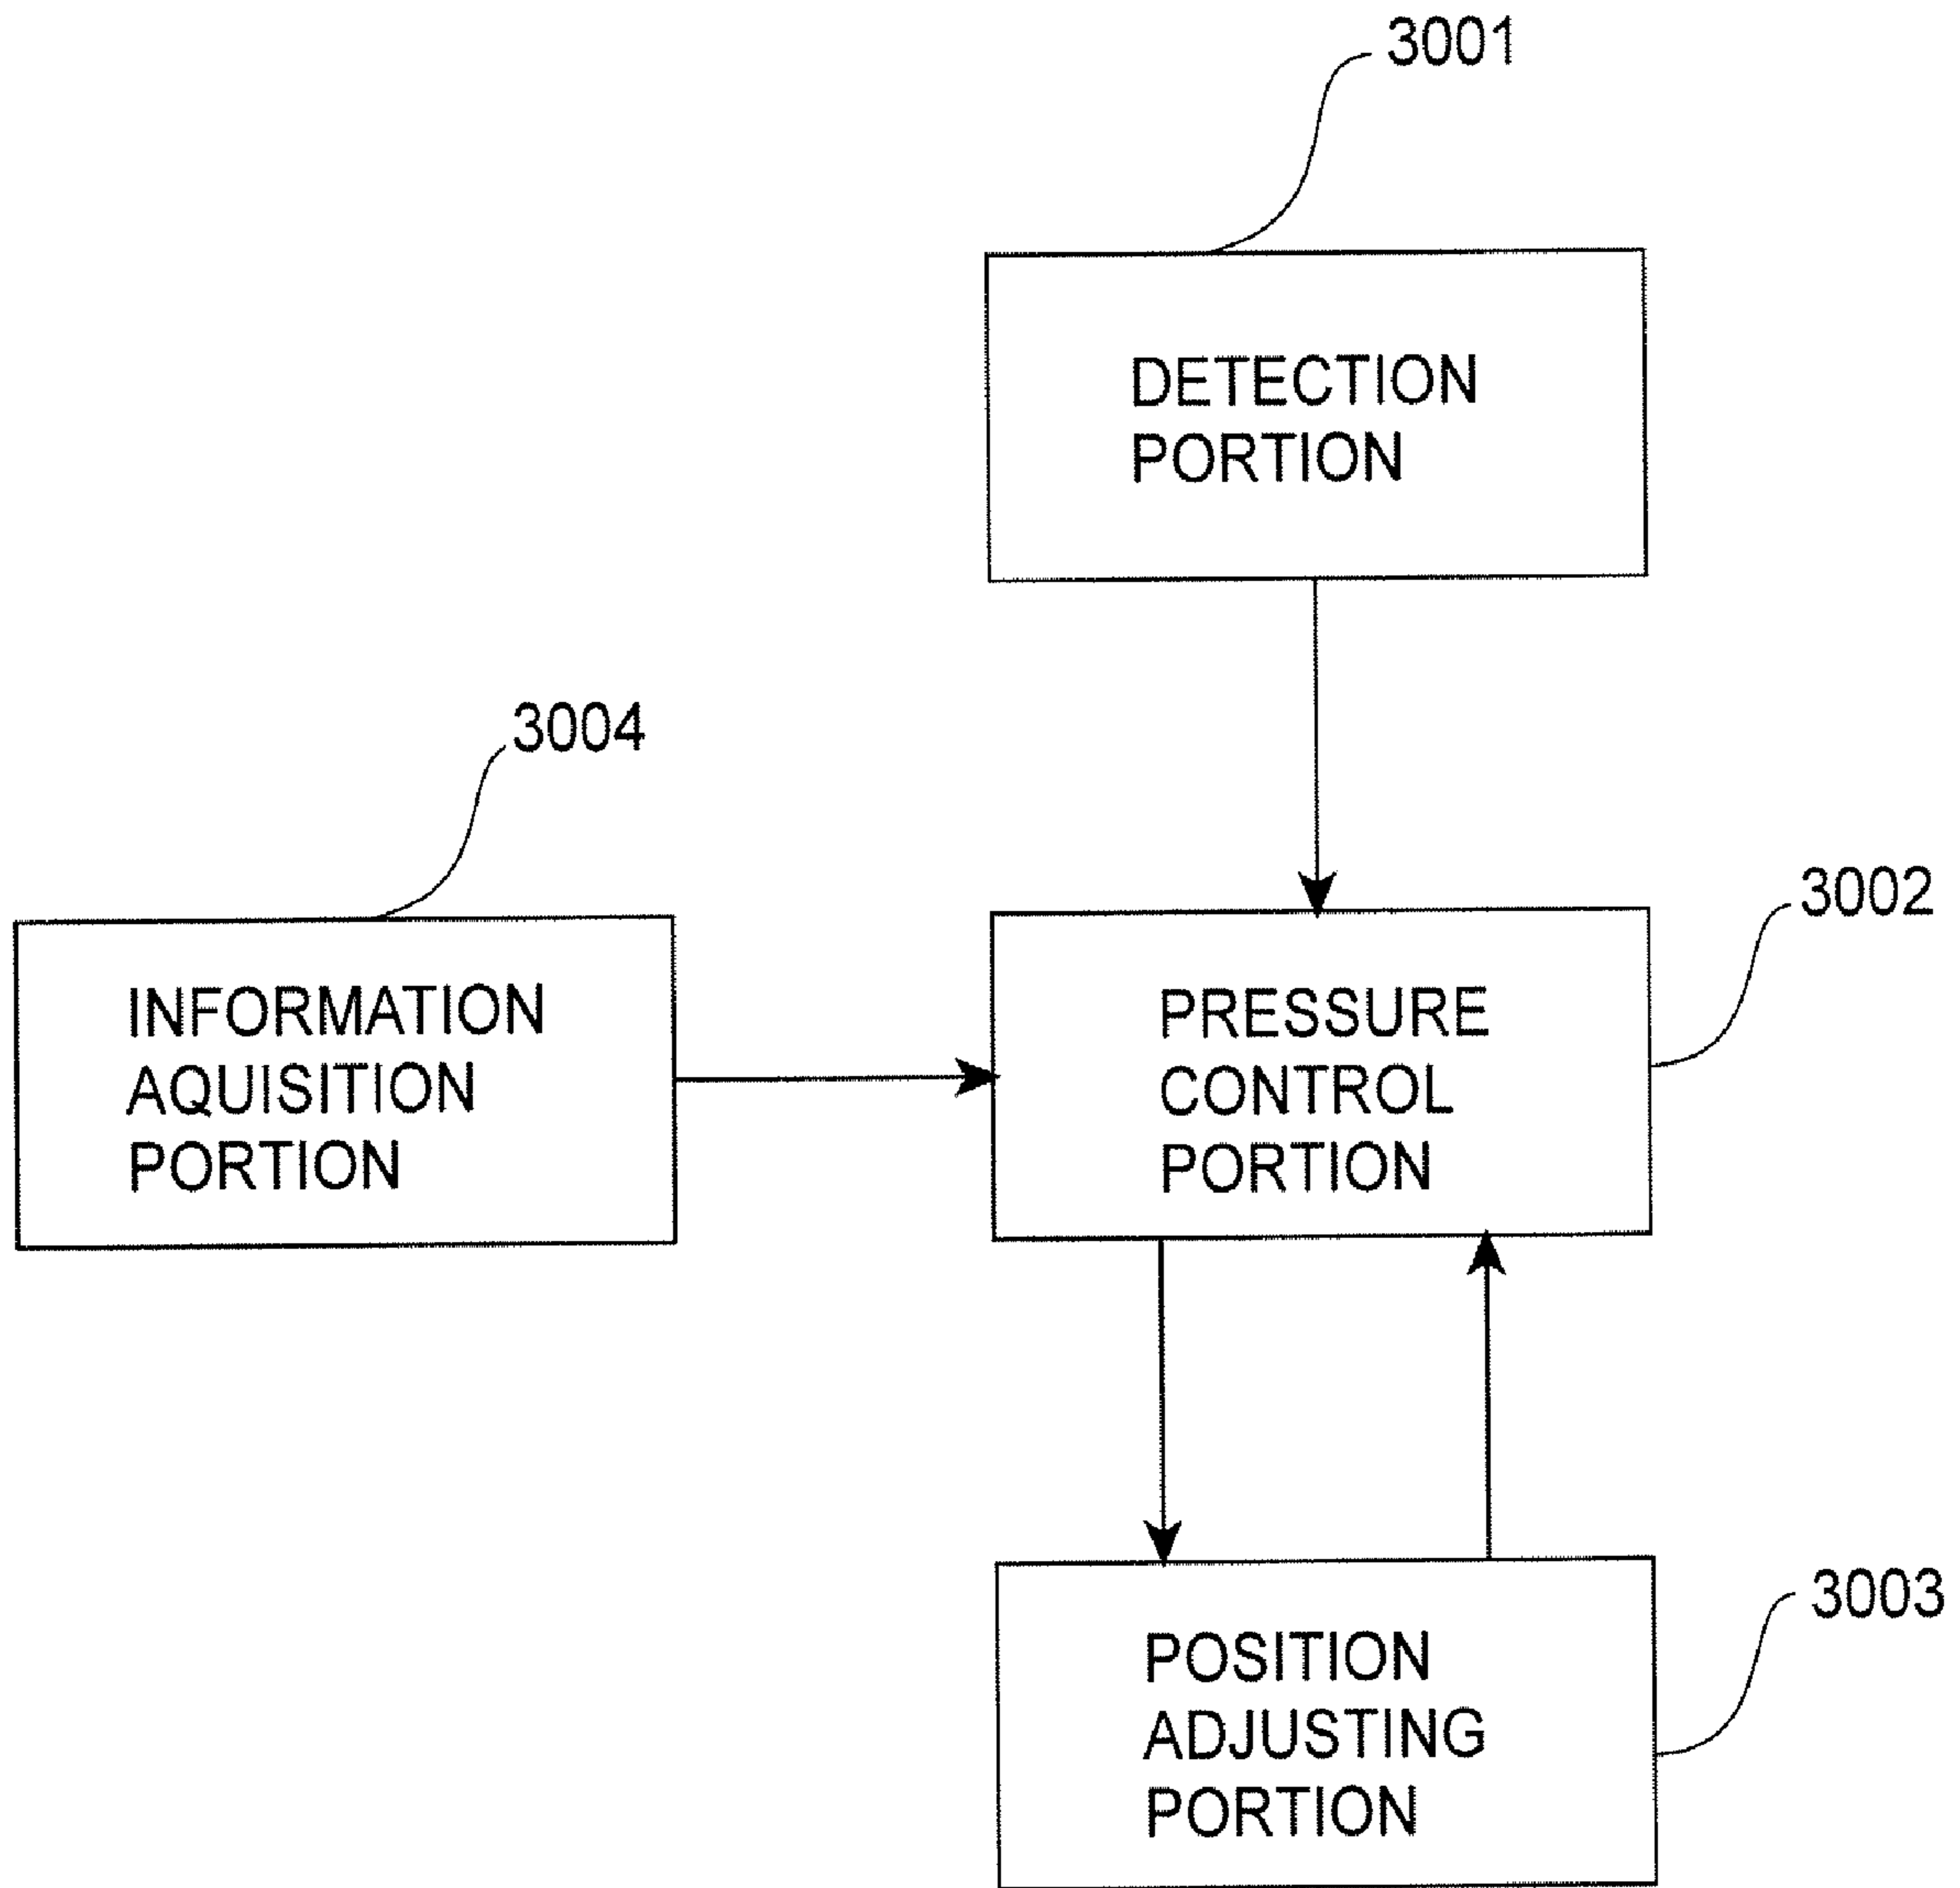 3001
DETECTION
PORTION
3004
3002
INFORMATION
AQUISITION
PORTION
PRESSURE
CONTROL
PORTION
3003
POSITION
ADJUSTING
PORTION